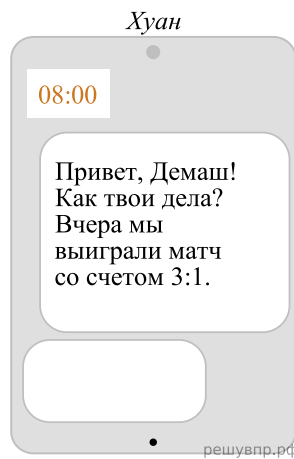 Хуан
08:00
Привет, Демаш!
Как твои дела?
Вчера мы
выиграли матч
со счетом 3:1.
решувпр.рф